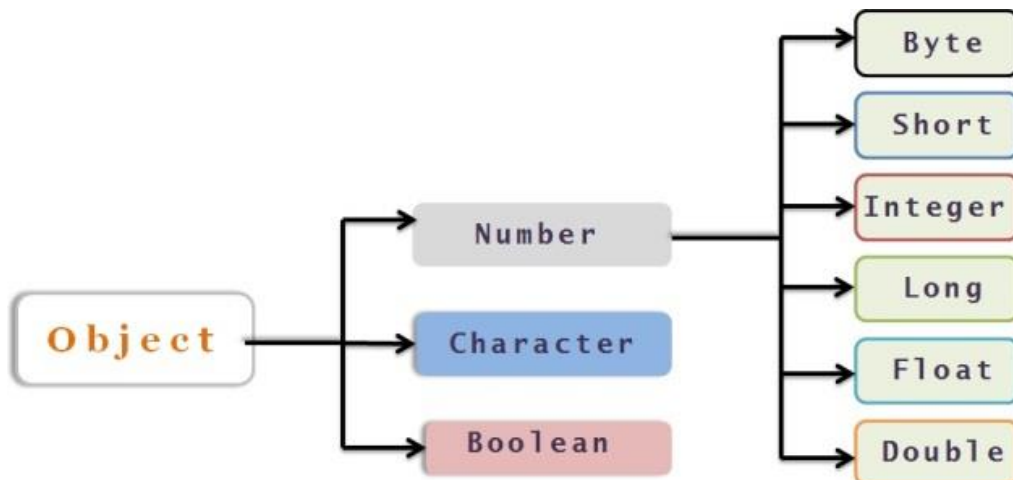 Object
Number
Character
Boolean
Byte
Short
Integer
Long
Float
Double